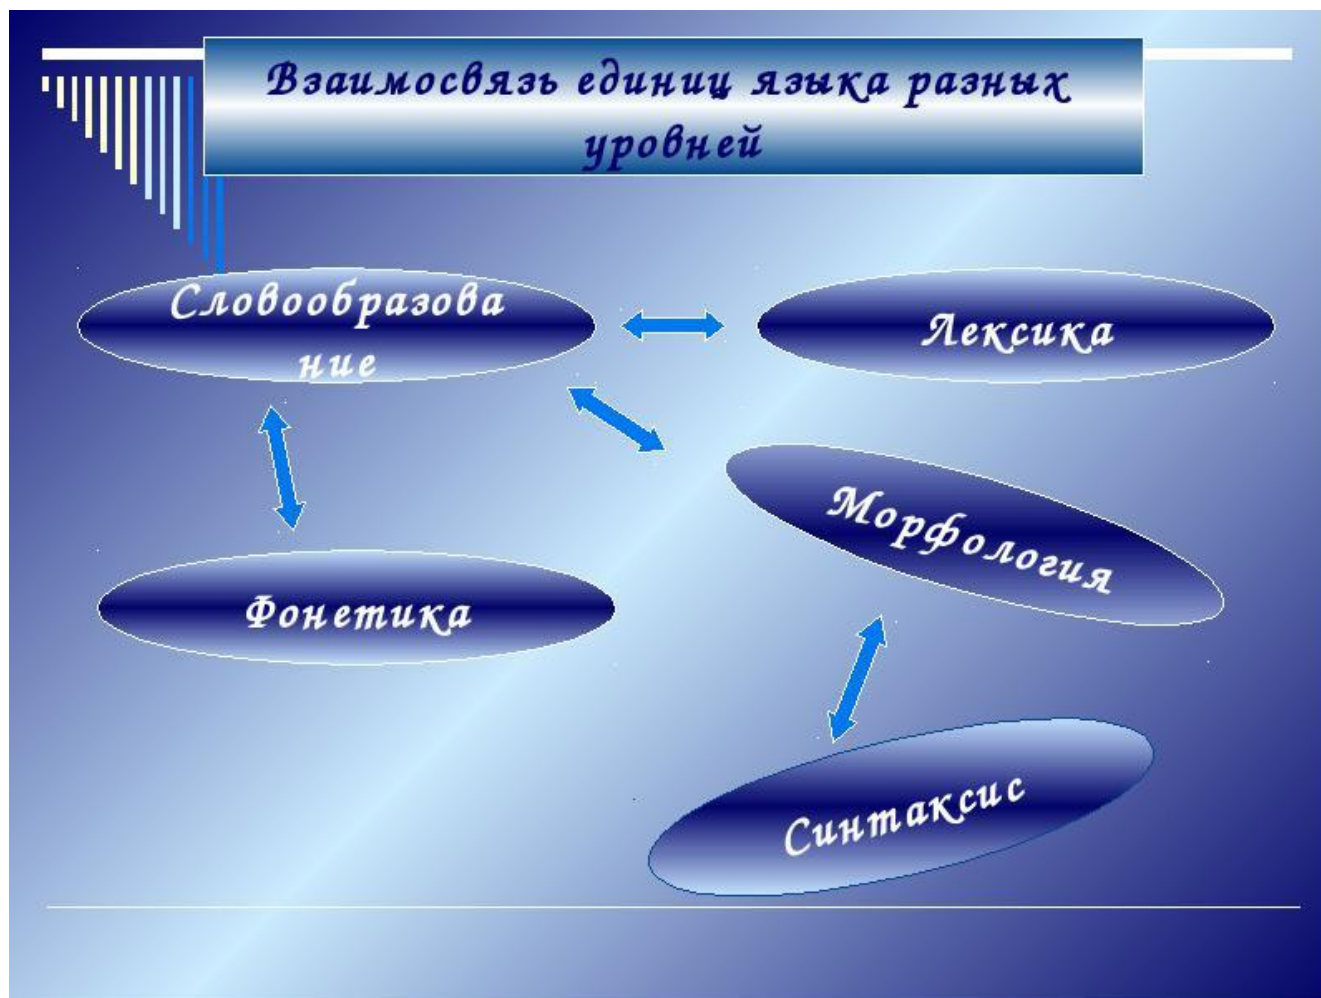 Взаимосвязь единиц языка разных
уровней
Словообразова
ние
Лексика
Морфология
Фонетика
Синтаксис